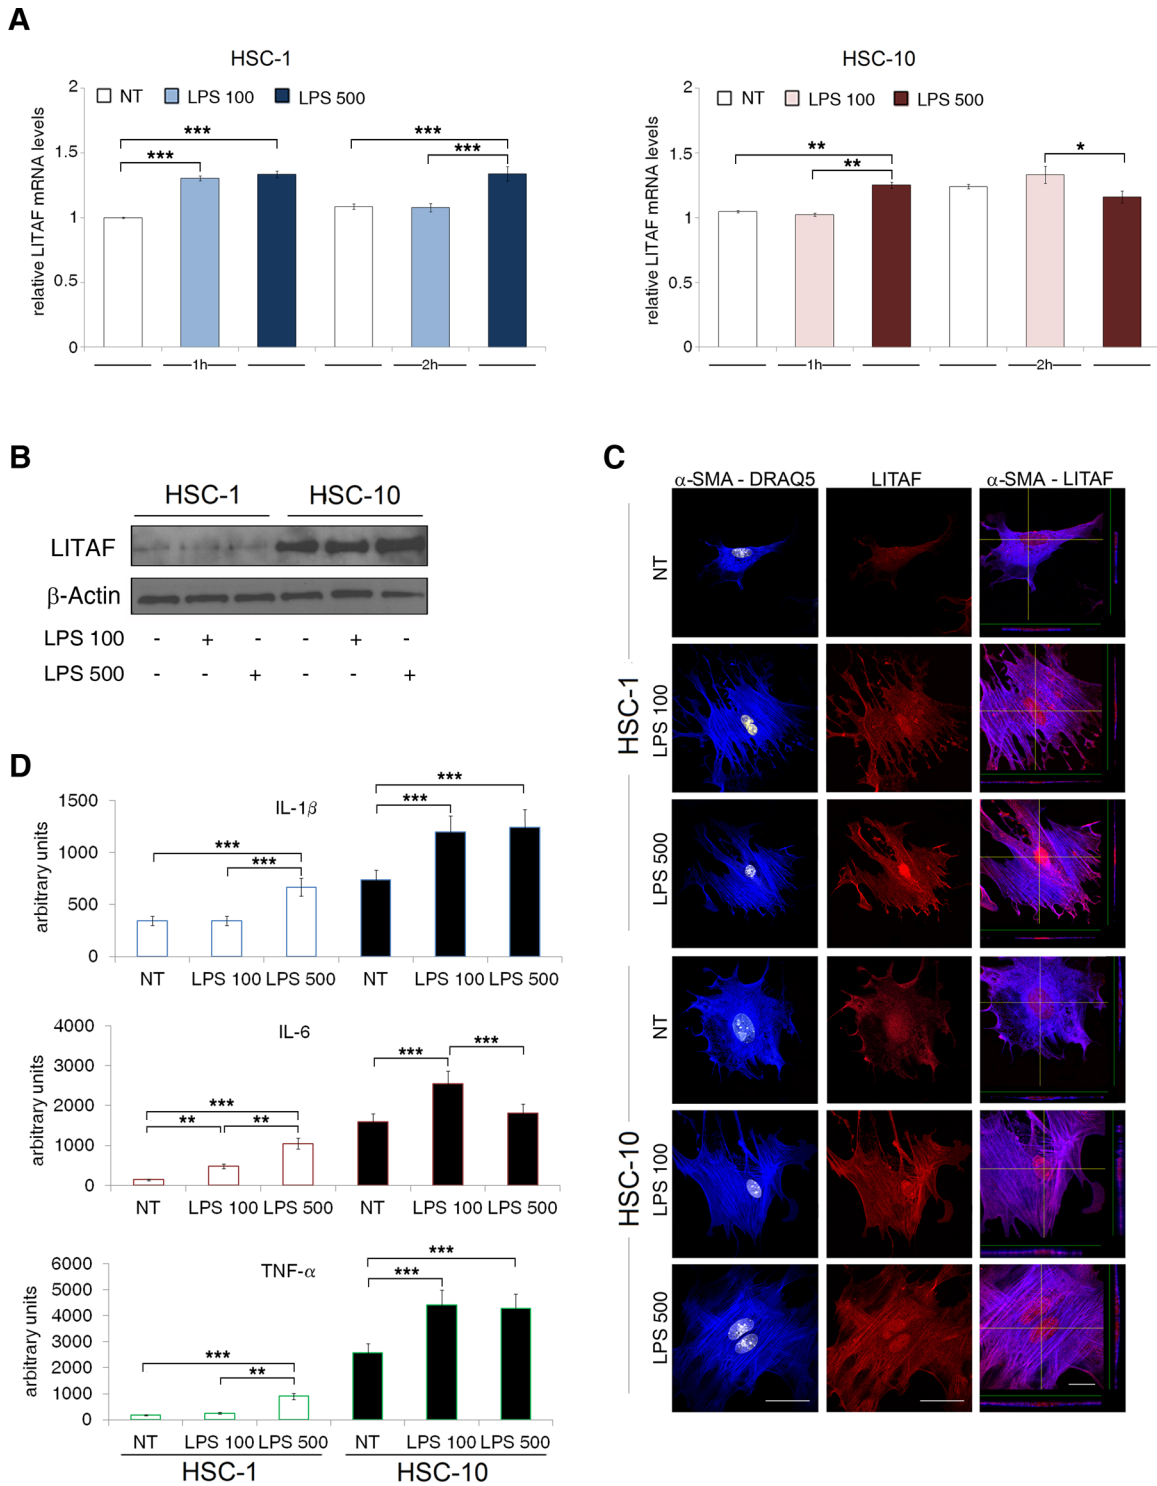 A
HSC-1
NT LPS 100 LPS 500
relative LITAF mRNA levels
2
1.5
1
0.5
0
***
***
***
***
1h
2h
HSC-10
NT LPS 100 LPS 500
relative LITAF mRNA levels
2
1.5
1
0.5
0
**
**
*
1h
2h
B
HSC-1 HSC-10
LITAF
β-Actin
LPS 100 - + - - + -
LPS 500 - - + - - +
C
α-SMA - DRAQ5 LITAF α-SMA - LITAF
HSC-1
NT
LPS 100
LPS 500
HSC-10
NT
LPS 100
LPS 500
D
IL-1β
arbitrary units
1500
1000
500
0
***
***
***
***
NT LPS 100 LPS 500 NT LPS 100 LPS 500
IL-6
arbitrary units
4000
3000
2000
1000
0
***
**
**
***
***
NT LPS 100 LPS 500 NT LPS 100 LPS 500
TNF-α
arbitrary units
6000
5000
4000
3000
2000
1000
0
***
**
***
***
NT LPS 100 LPS 500 NT LPS 100 LPS 500
HSC-1 HSC-10